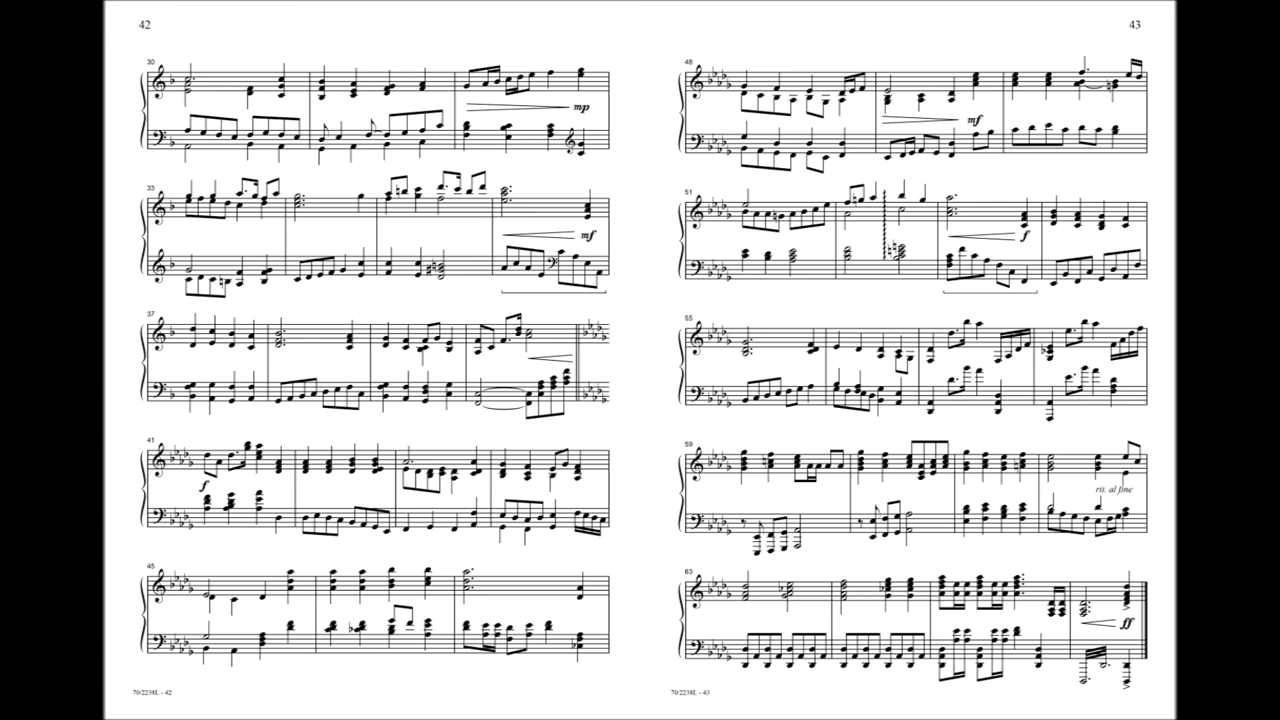 42
30
mp
33
mf
37
41
f
45
70/2238L - 42
43
48
mf
51
f
55
59
rit. al fine
63
ff
70/2238L - 43